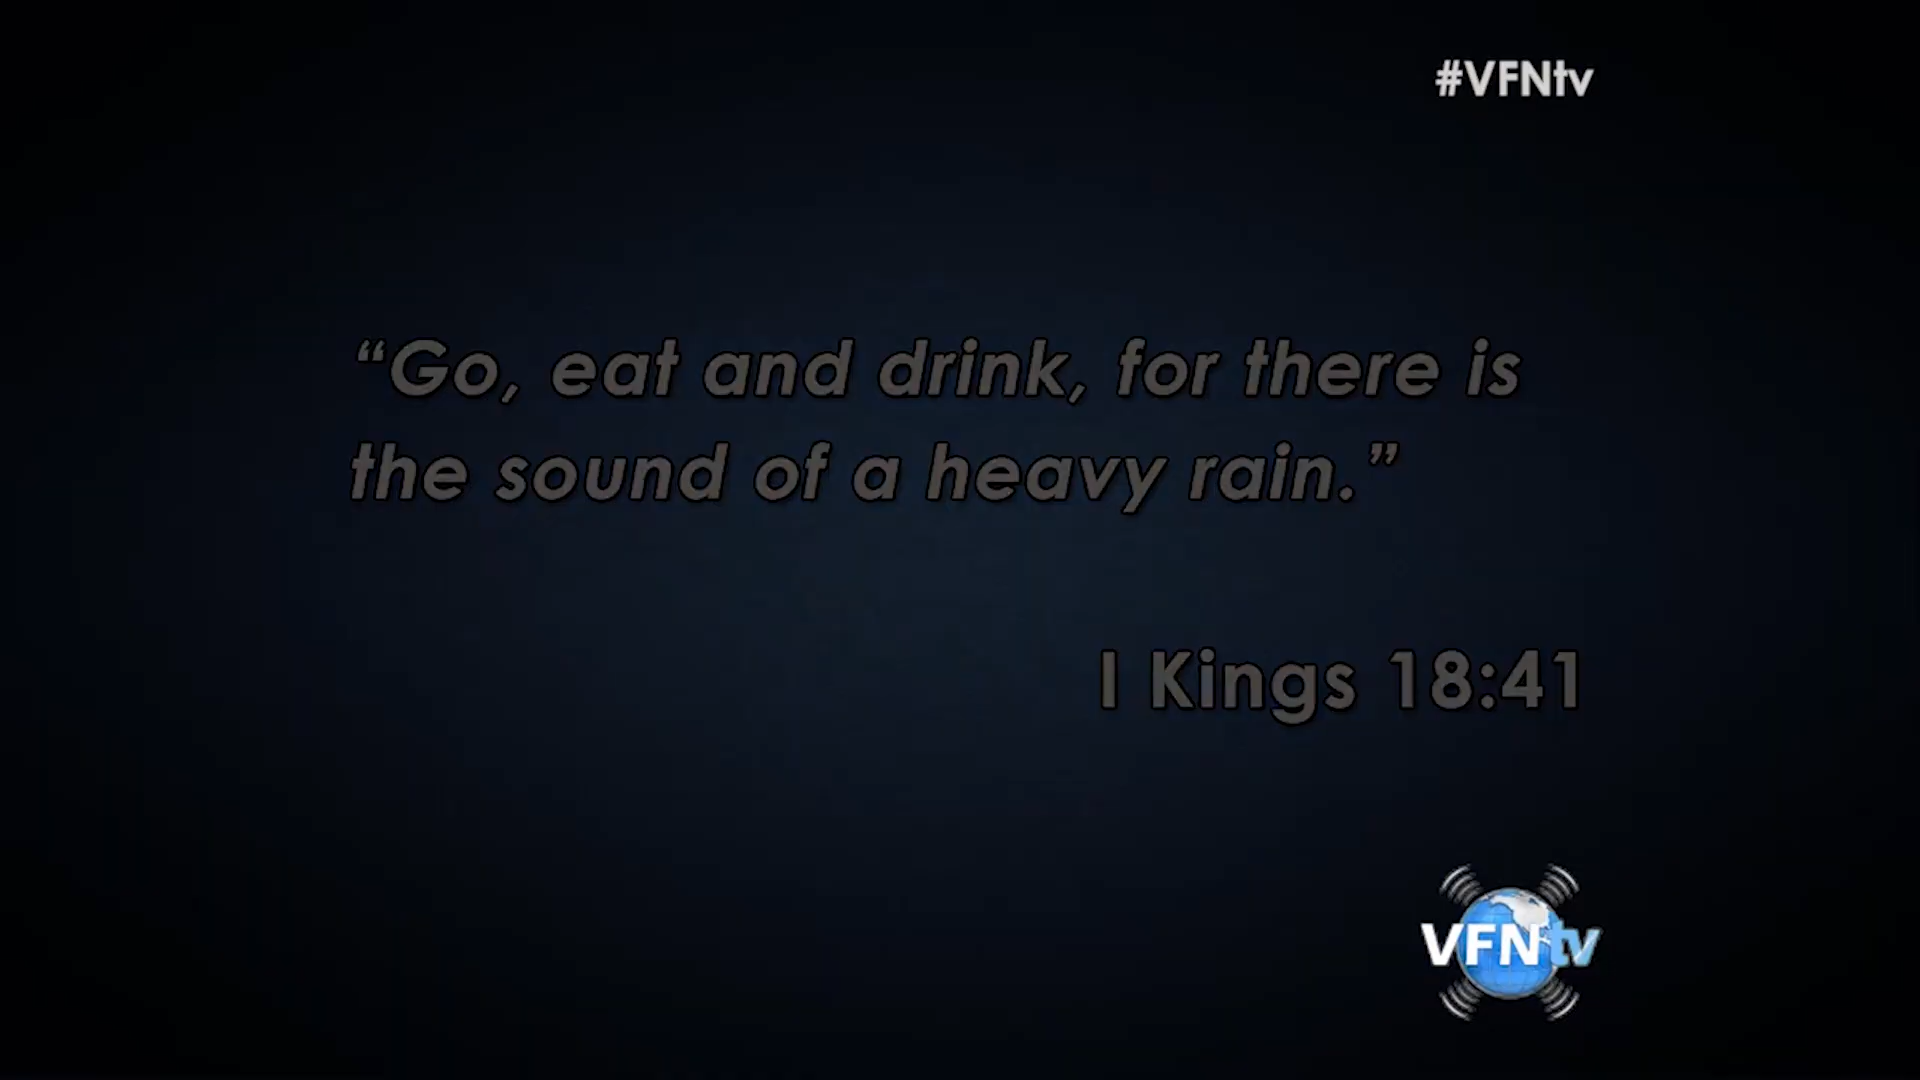 #VFNtv
“Go, eat and drink, for there is
the sound of a heavy rain.”
I Kings 18:41
VFNtv